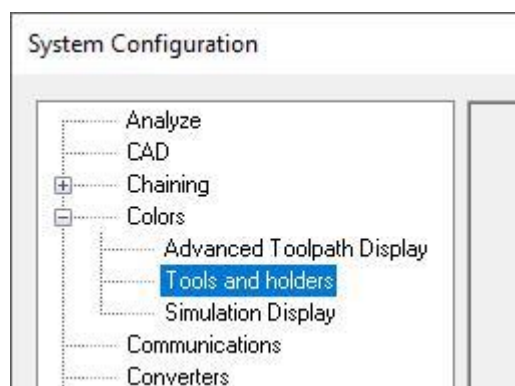 System Configuration
Analyze
CAD
Chaining
Colors
Advanced Toolpath Display
Tools and holders
Simulation Display
Communications
Converters